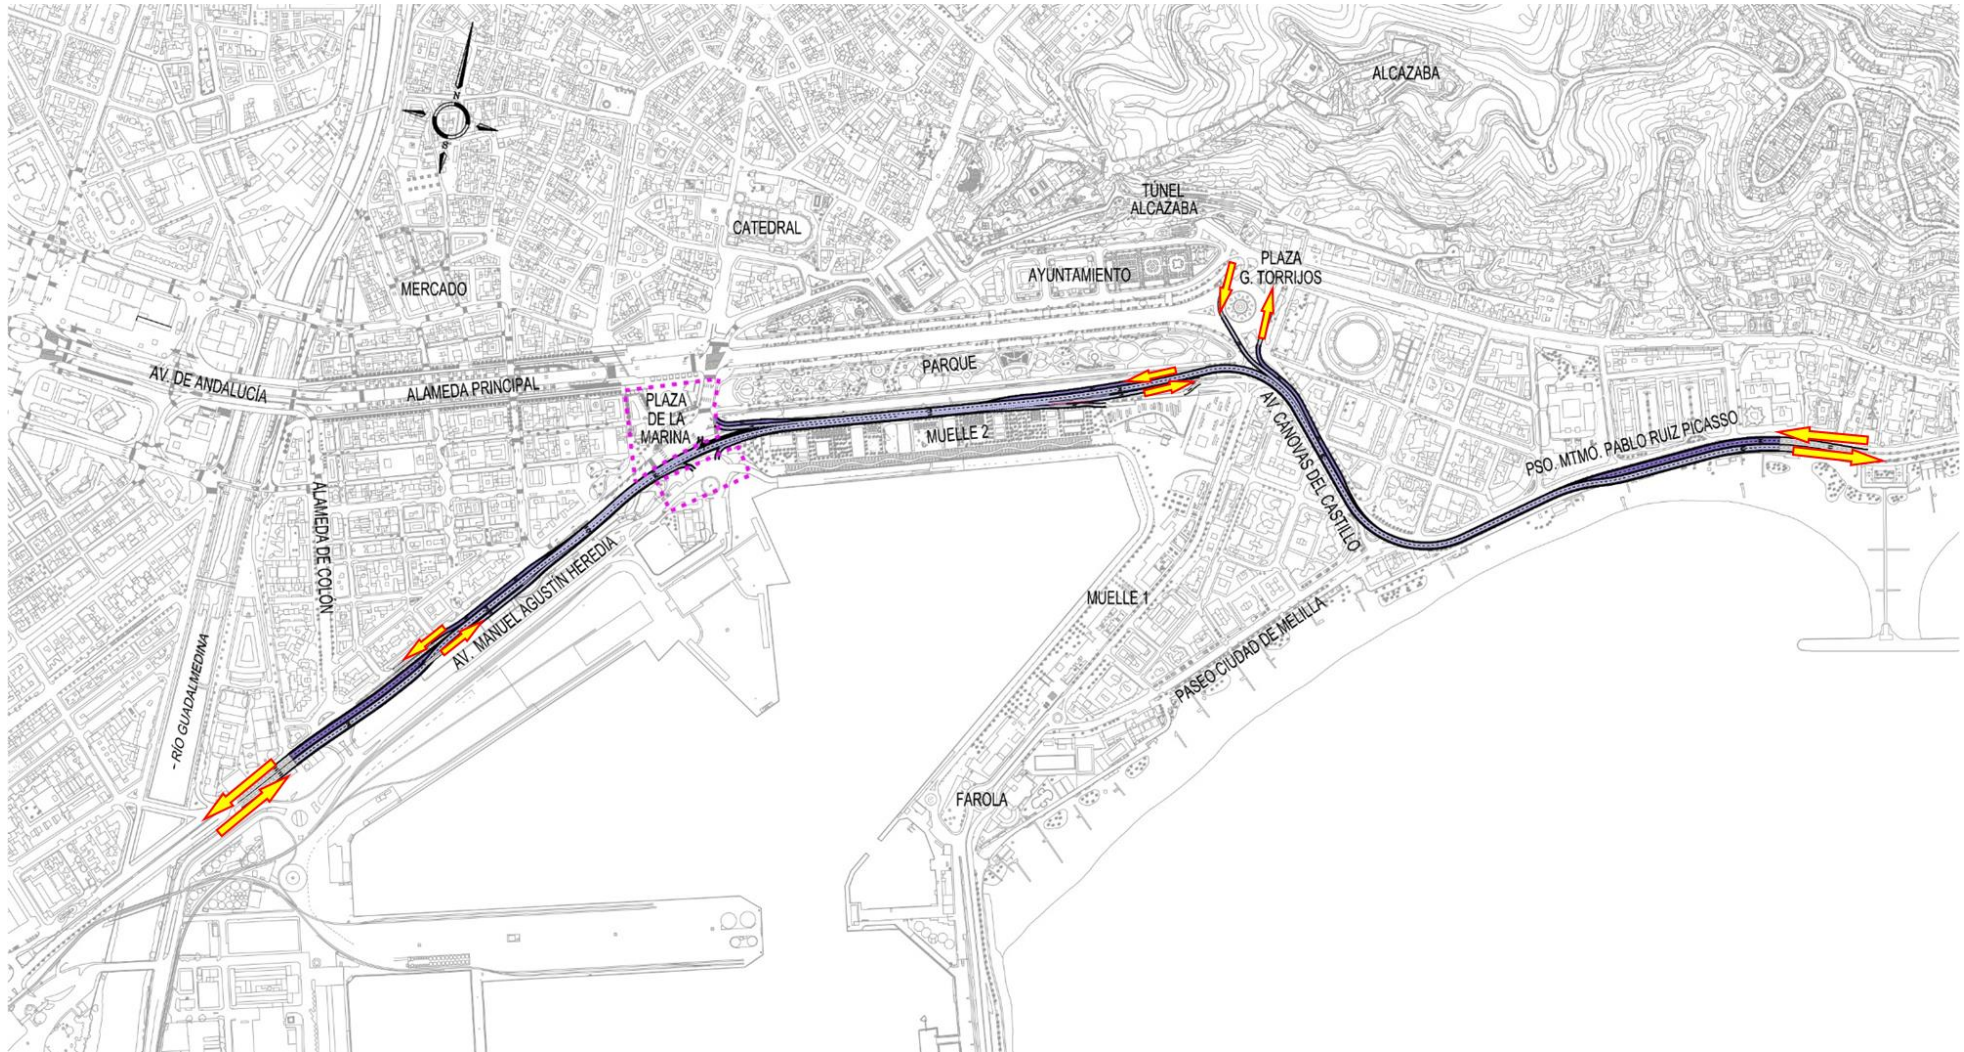 ALCAZABA
N
S
TÚNEL
ALCAZABA
CATEDRAL
PLAZA
G. TORRIJOS
AYUNTAMIENTO
MERCADO
PARQUE
AV. DE ANDALUCÍA
ALAMEDA PRINCIPAL
PLAZA
DE LA
MARINA
MUELLE 2
AV. CANOVAS DEL CASTILLO
PSO. MTMO. PABLO RUIZ PICASSO
ALAMEDA DE COLÓN
AV. MANUEL AGUSTÍN HEREDIA
MUELLE 1
PASEO CIUDAD DE MELILLA
- RÍO GUADALMEDINA
FAROLA